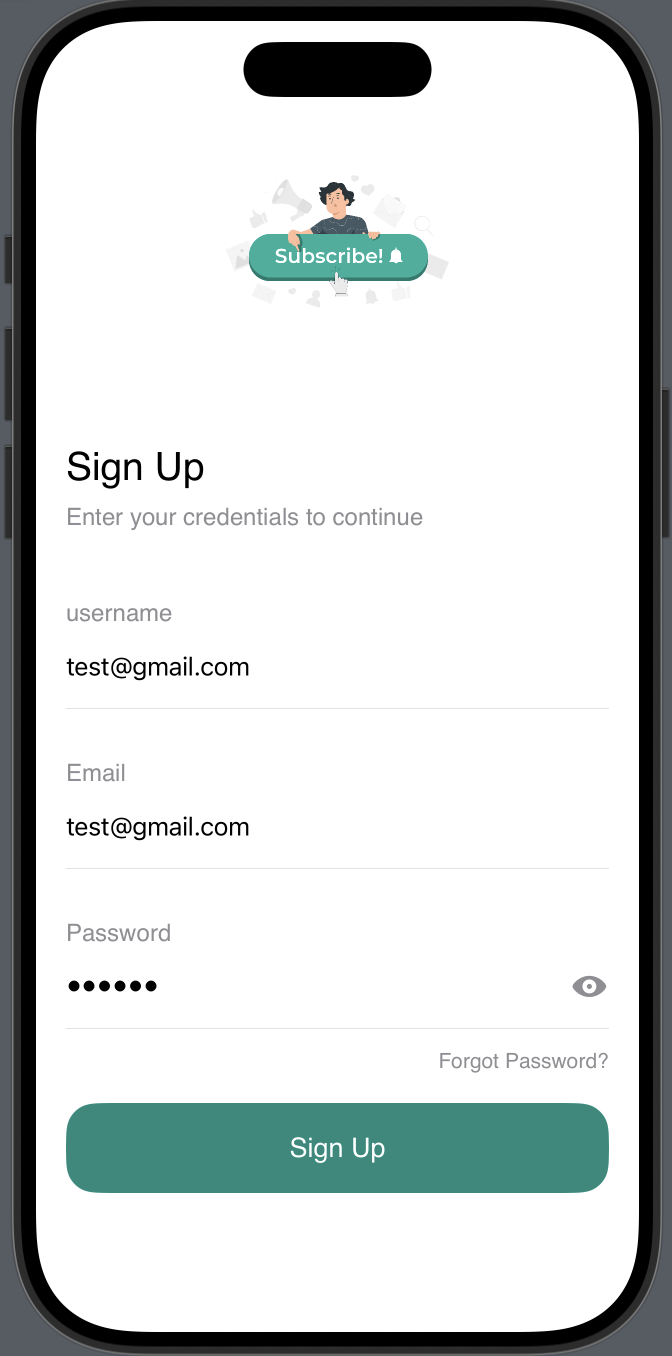 Subscribe!
Sign Up
Enter your credentials to continue
username
test@gmail.com
Email
test@gmail.com
Password
••••••
Forgot Password?
Sign Up